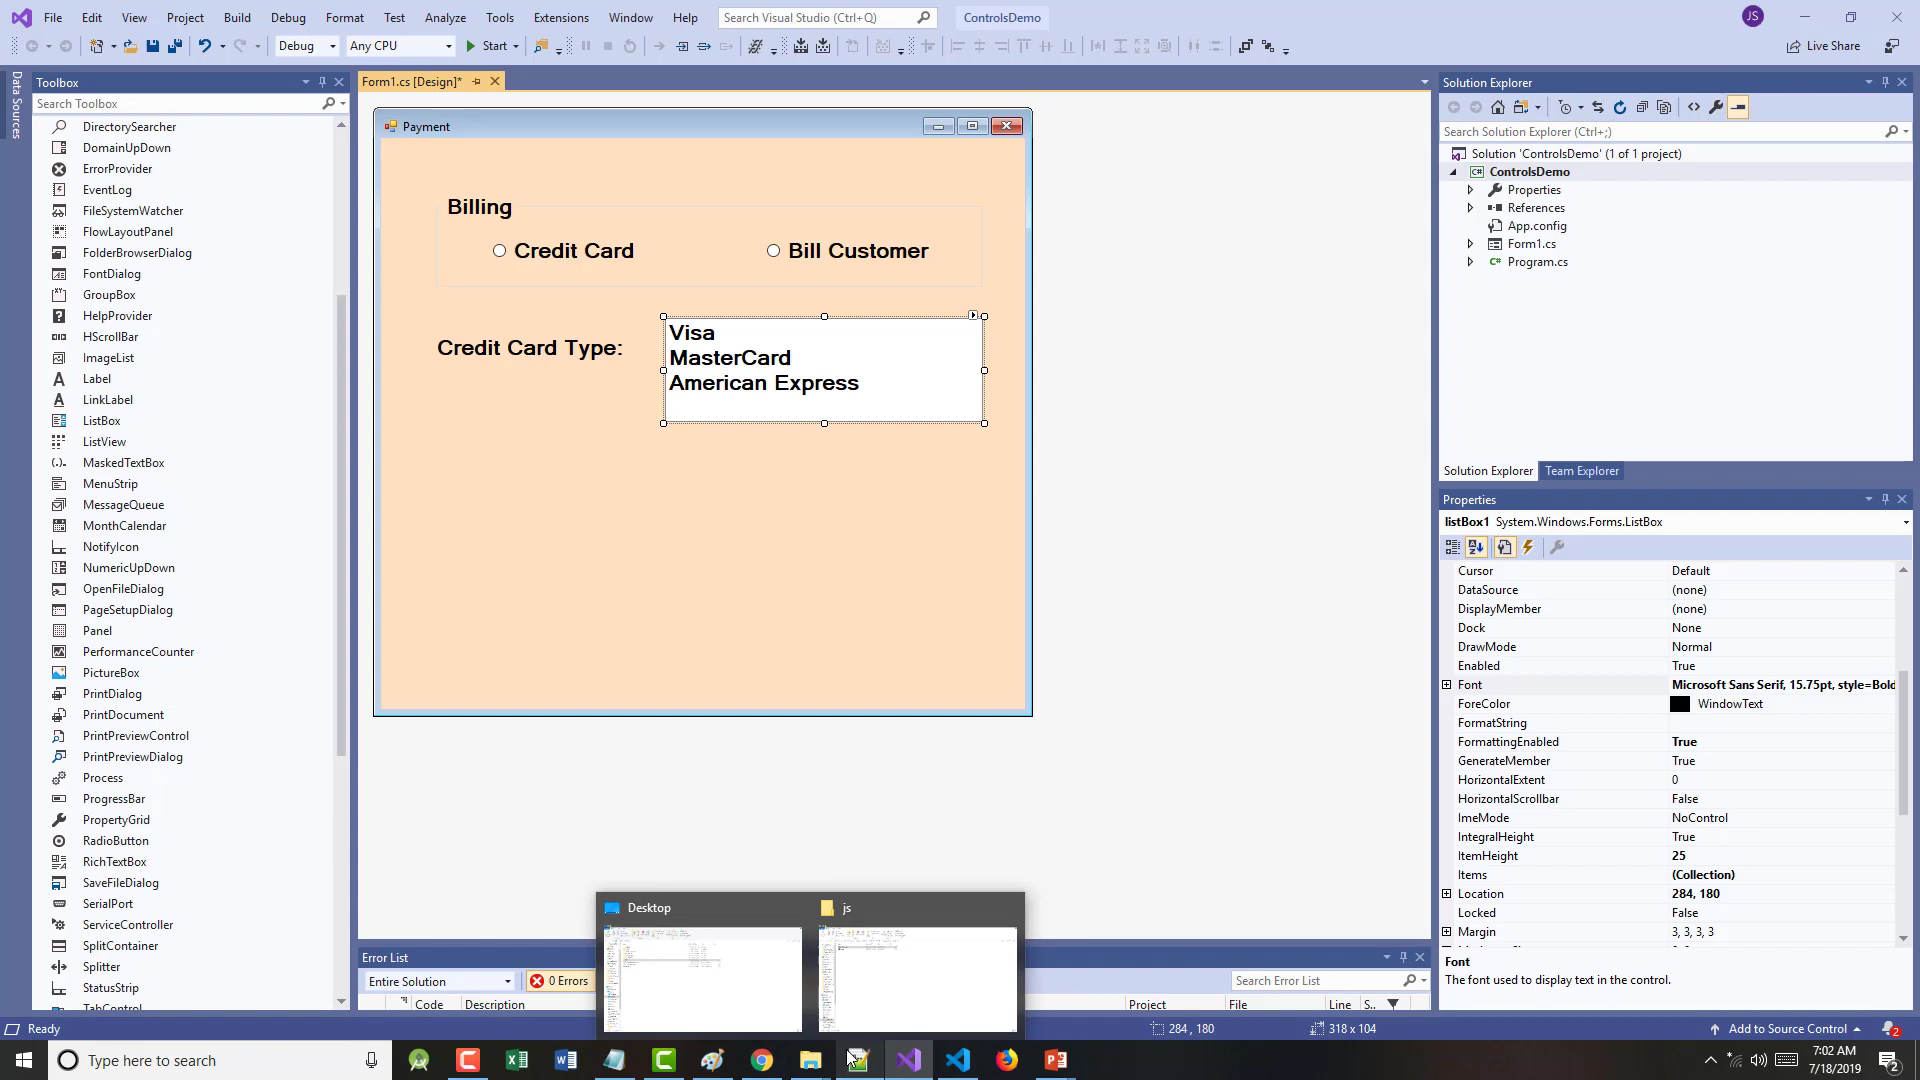 File Edit View Project Build Debug Format Test Analyze Tools Extensions Window Help Search Visual Studio (Ctrl+Q) ControlsDemo JS
Debug Any CPU Start Live Share
Data Sources
Toolbox
Search Toolbox
DirectorySearcher
DomainUpDown
ErrorProvider
EventLog
FileSystemWatcher
FlowLayoutPanel
FolderBrowserDialog
FontDialog
GroupBox
HelpProvider
HScrollBar
ImageList
Label
LinkLabel
ListBox
ListView
MaskedTextBox
MenuStrip
MessageQueue
MonthCalendar
NotifyIcon
NumericUpDown
OpenFileDialog
PageSetupDialog
Panel
PerformanceCounter
PictureBox
PrintDialog
PrintDocument
PrintPreviewControl
PrintPreviewDialog
Process
ProgressBar
PropertyGrid
RadioButton
RichTextBox
SaveFileDialog
SerialPort
ServiceController
SplitContainer
Splitter
StatusStrip
TabControl
Form1.cs [Design]*
Payment
Billing
Credit Card Bill Customer
Credit Card Type:
Visa
MasterCard
American Express
Desktop js
Error List
Entire Solution 0 Errors Search Error List
Code Description Project File Line S..
Solution Explorer
Search Solution Explorer (Ctrl+;)
Solution 'ControlsDemo' (1 of 1 project)
ControlsDemo
Properties
References
App.config
Form1.cs
Program.cs
Solution Explorer Team Explorer
Properties
listBox1 System.Windows.Forms.ListBox
Cursor Default
DataSource (none)
DisplayMember (none)
Dock None
DrawMode Normal
Enabled True
Font Microsoft Sans Serif, 15.75pt, style=Bold
ForeColor WindowText
FormatString
FormattingEnabled True
GenerateMember True
HorizontalExtent 0
HorizontalScrollbar False
ImeMode NoControl
IntegralHeight True
ItemHeight 25
Items (Collection)
Location 284, 180
Locked False
Margin 3, 3, 3, 3
Font
The font used to display text in the control.
Ready 284 , 180 318 x 104 Add to Source Control 2
Type here to search 7:02 AM
7/18/2019 2